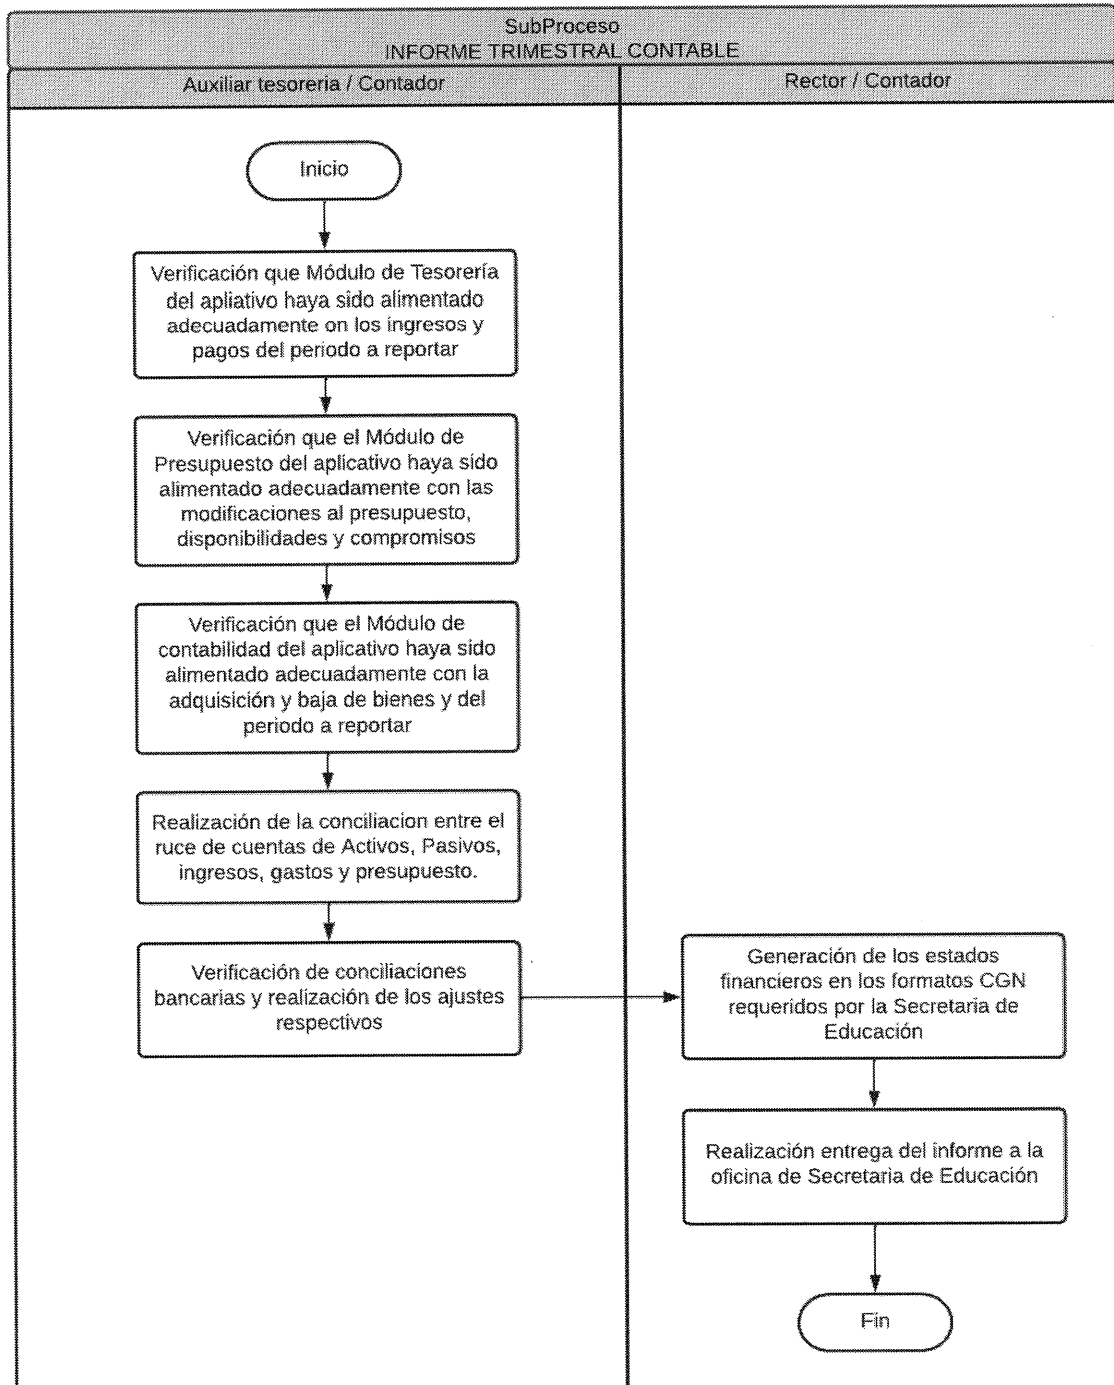 SubProceso
INFORME TRIMESTRAL CONTABLE
Auxiliar tesoreria / Contador
Rector / Contador
Inicio
Verificación que Módulo de Tesorería
del apliativo haya sido alimentado
adecuadamente on los ingresos y
pagos del periodo a reportar
Verificación que el Módulo de
Presupuesto del aplicativo haya sido
alimentado adecuadamente con las
modificaciones al presupuesto,
disponibilidades y compromisos
Verificación que el Módulo de
contabilidad del aplicativo haya sido
alimentado adecuadamente con la
adquisición y baja de bienes y del
periodo a reportar
Realización de la conciliacion entre el
ruce de cuentas de Activos, Pasivos,
ingresos, gastos y presupuesto.
Verificación de conciliaciones
bancarias y realización de los ajustes
respectivos
Generación de los estados
financieros en los formatos CGN
requeridos por la Secretaria de
Educación
Realización entrega del informe a la
oficina de Secretaria de Educación
Fin